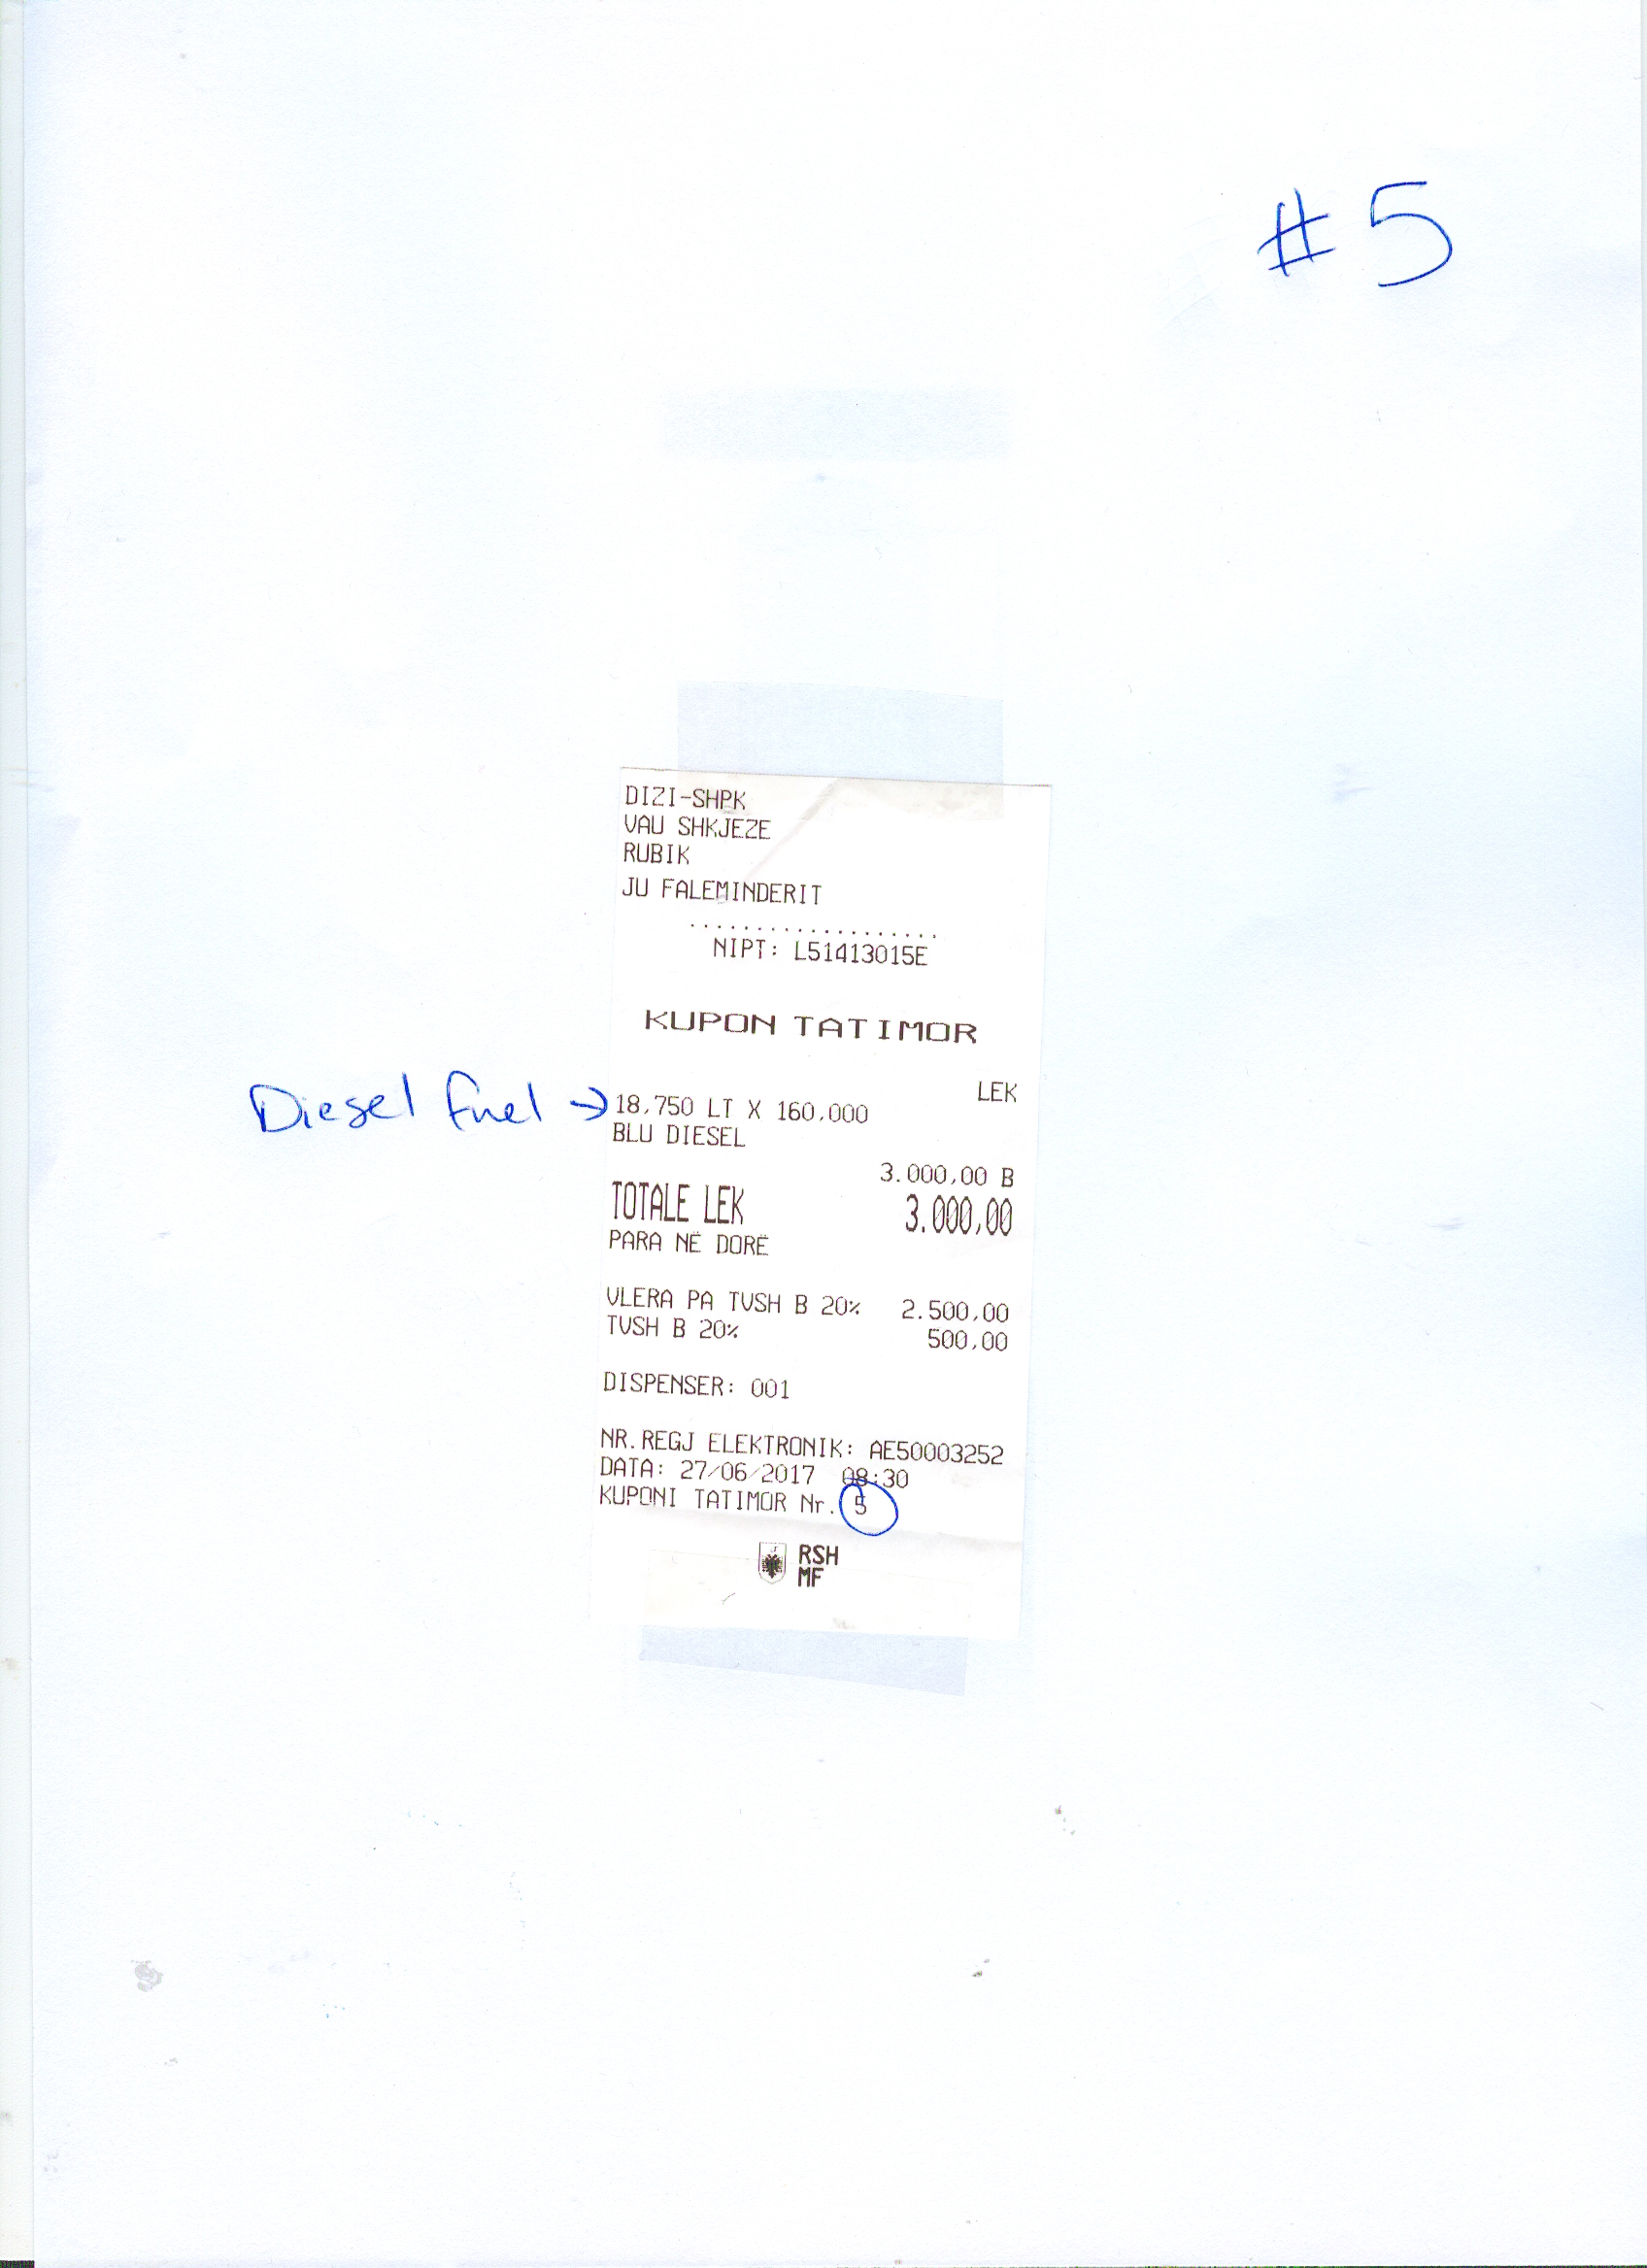 #5
DIZI-SHPK
VAU SHKJEZE
RUBIK
JU FALEMINDERIT
...................
NIPT: L51413015E
KUPON TATIMOR
LEK
Diesel fuel → 18,750 LT X 160,000
BLU DIESEL
3.000,00 B
TOTALE LEK 3.000,00
PARA NË DORË
VLERA PA TVSH B 20% 2.500,00
TVSH B 20% 500,00
DISPENSER: 001
NR.REGJ ELEKTRONIK: AE50003252
DATA: 27/06/2017 08:30
KUPONI TATIMOR Nr. 5
RSH
MF